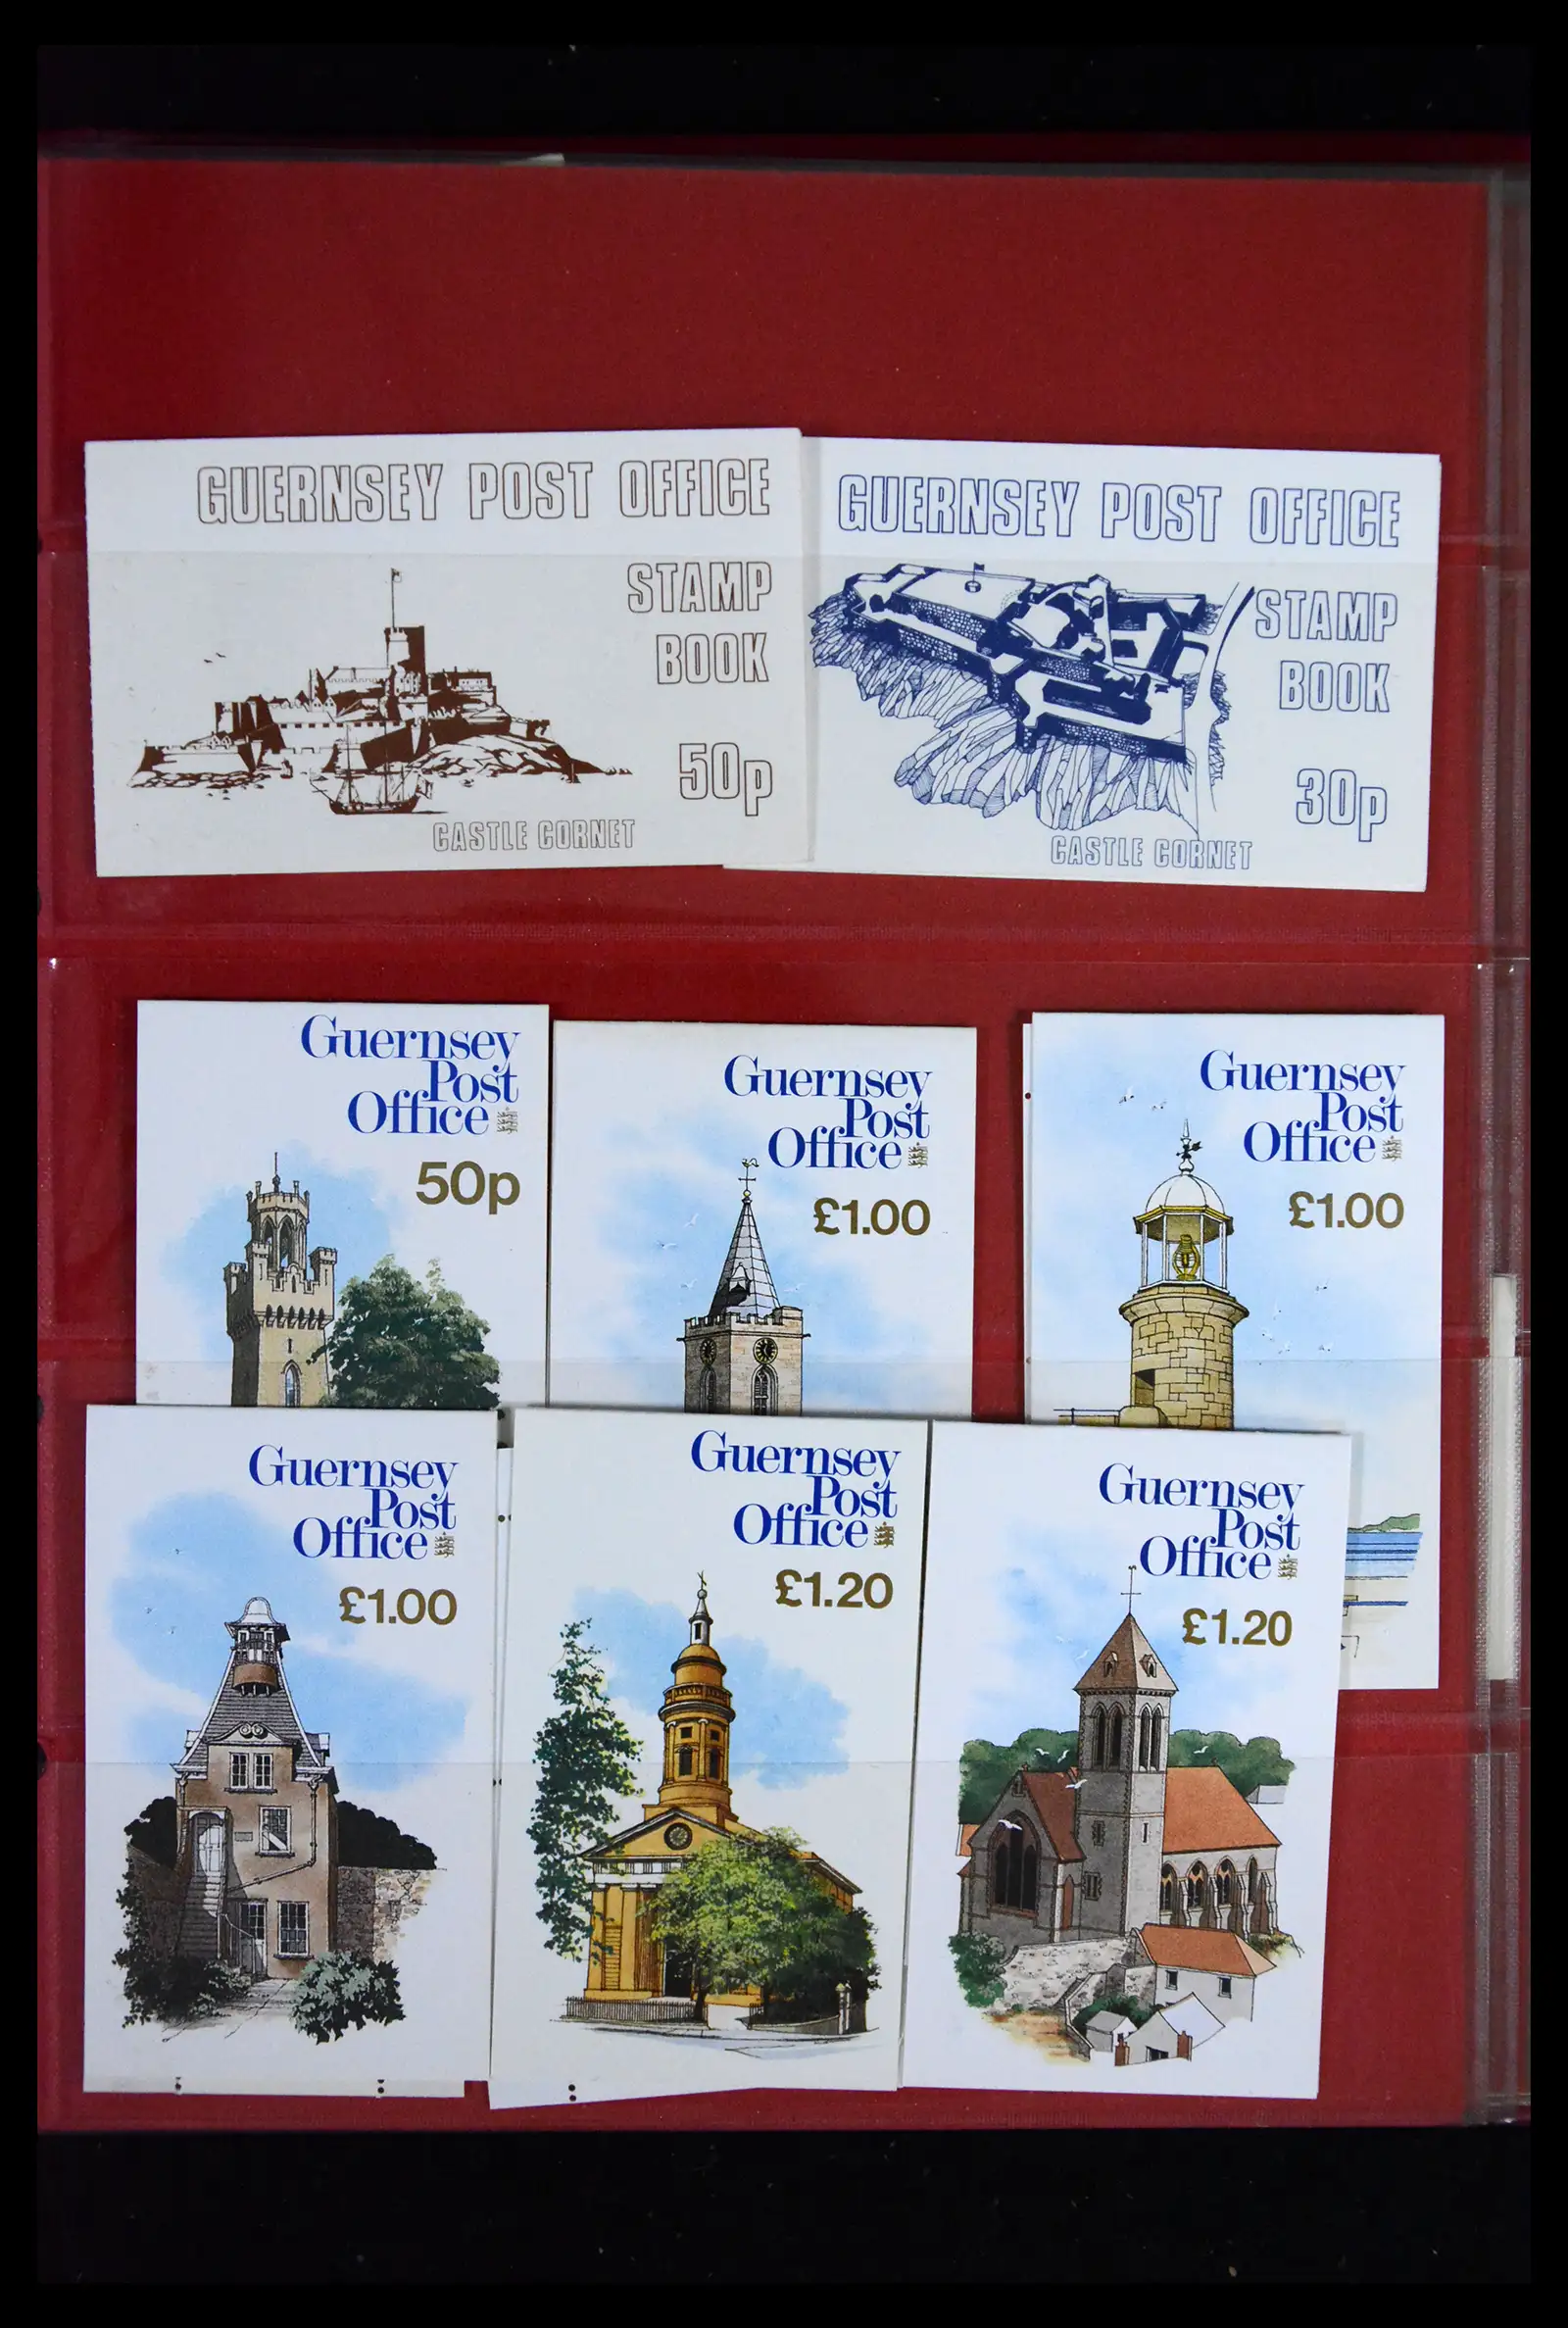 GUERNSEY POST OFFICE
STAMP
BOOK
50p
CASTLE CORNET
GUERNSEY POST OFFICE
STAMP
BOOK
30p
CASTLE CORNET
Guernsey
Post
Office
50p
Guernsey
Post
Office
£1.00
Guernsey
Post
Office
£1.00
Guernsey
Post
Office
£1.00
Guernsey
Post
Office
£1.20
Guernsey
Post
Office
£1.20